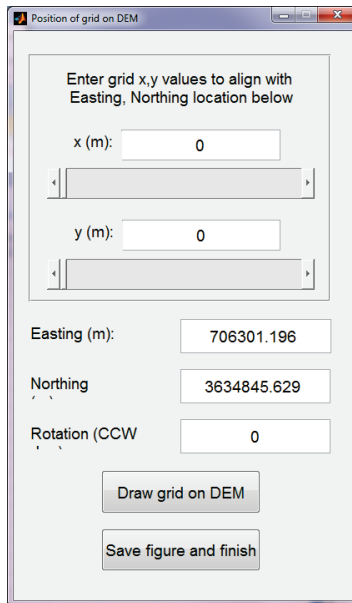 Position of grid on DEM
Enter grid x,y values to align with
Easting, Northing location below
x (m):
0
y (m):
0
Easting (m):
706301.196
Northing
3634845.629
Rotation (CCW
0
Draw grid on DEM
Save figure and finish